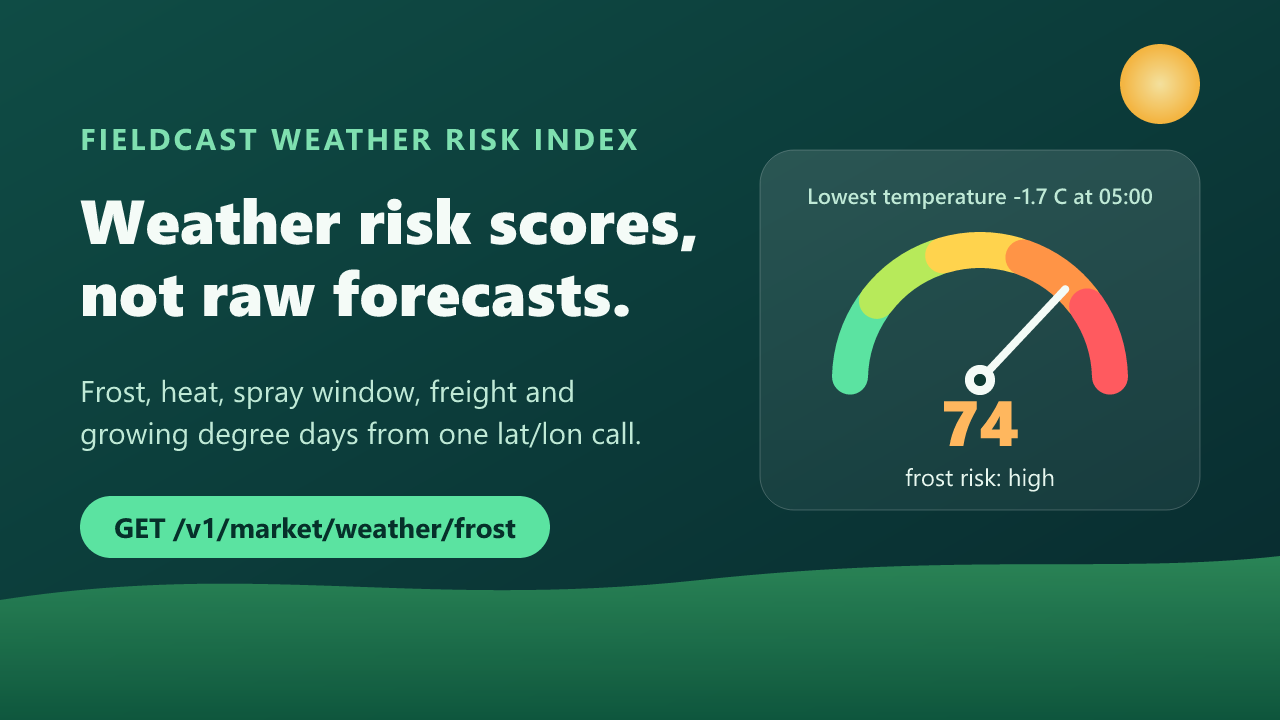 FIELDCAST WEATHER RISK INDEX
Weather risk scores,
not raw forecasts.
Frost, heat, spray window, freight and
growing degree days from one lat/lon call.
GET /v1/market/weather/frost
Lowest temperature -1.7 C at 05:00
74
frost risk: high